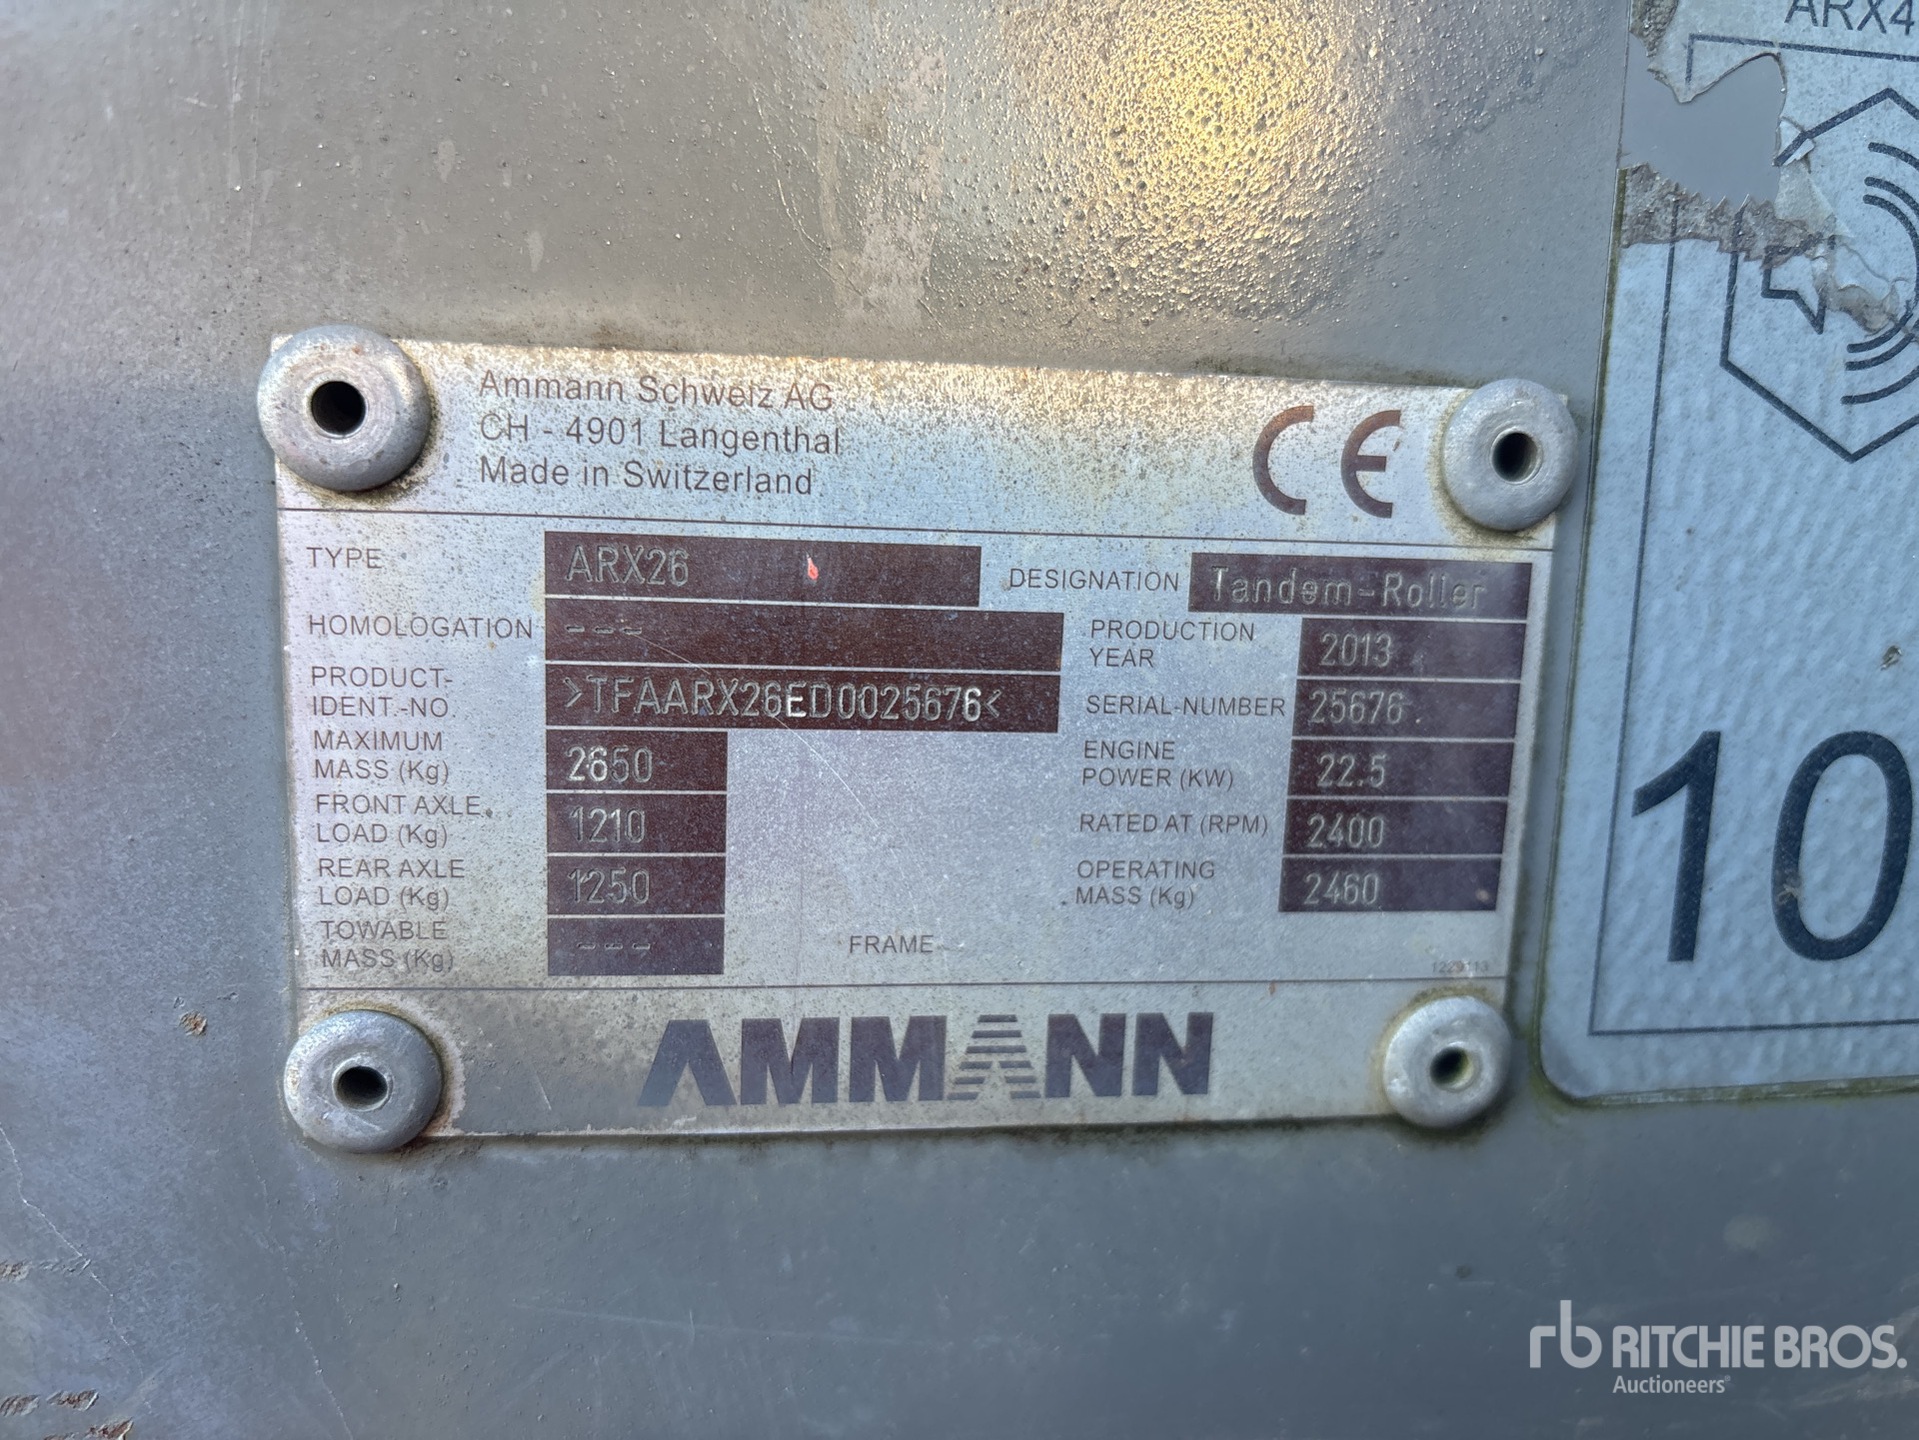 ARX4
Ammann Schweiz AG
CH - 4901 Langenthal
Made in Switzerland
CE
TYPE ARX26 DESIGNATION Tandem-Roller
HOMOLOGATION ---
PRODUCTION YEAR 2013
PRODUCT-IDENT.-NO. >TFAARX26ED0025676<
SERIAL-NUMBER 25676
MAXIMUM MASS (Kg) 2650
ENGINE POWER (KW) 22.5
FRONT AXLE LOAD (Kg) 1210
RATED AT (RPM) 2400
REAR AXLE LOAD (Kg) 1250
OPERATING MASS (Kg) 2460
TOWABLE MASS (Kg) ---
FRAME
AMMANN
10
rb RITCHIE BROS.
Auctioneers